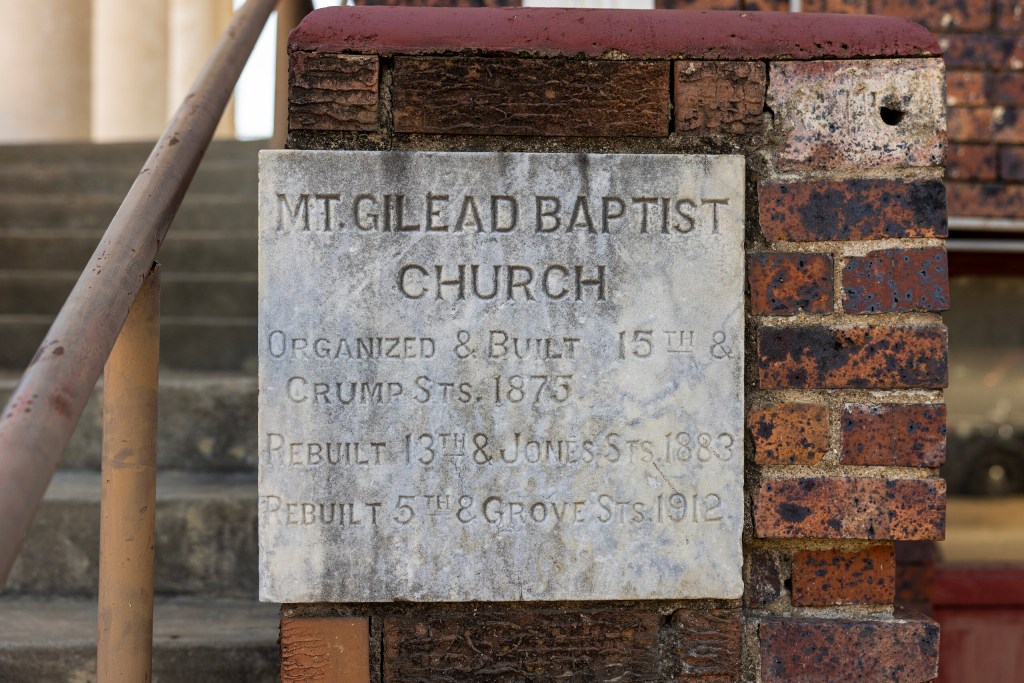 MT. GILEAD BAPTIST
CHURCH
ORGANIZED & BUILT 15TH &
CRUMP STS. 1875
REBUILT 13TH & JONES STS. 1883
REBUILT 5TH & GROVE STS. 1912